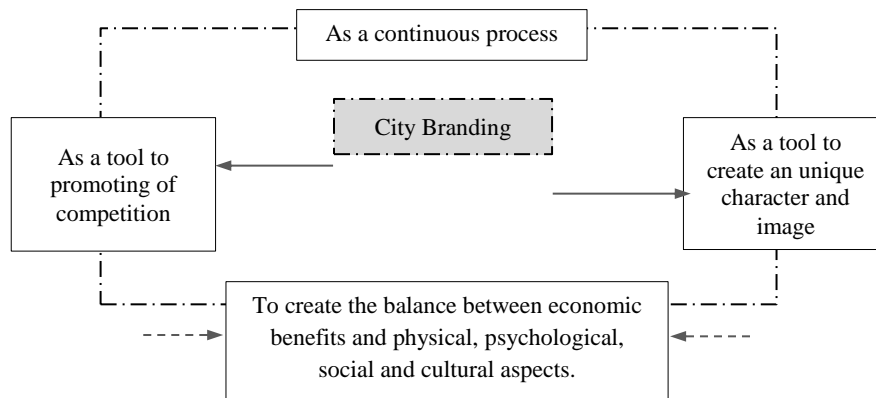 As a continuous process
City Branding
As a tool to
promoting of
competition
As a tool to
create an unique
character and
image
To create the balance between economic
benefits and physical, psychological,
social and cultural aspects.